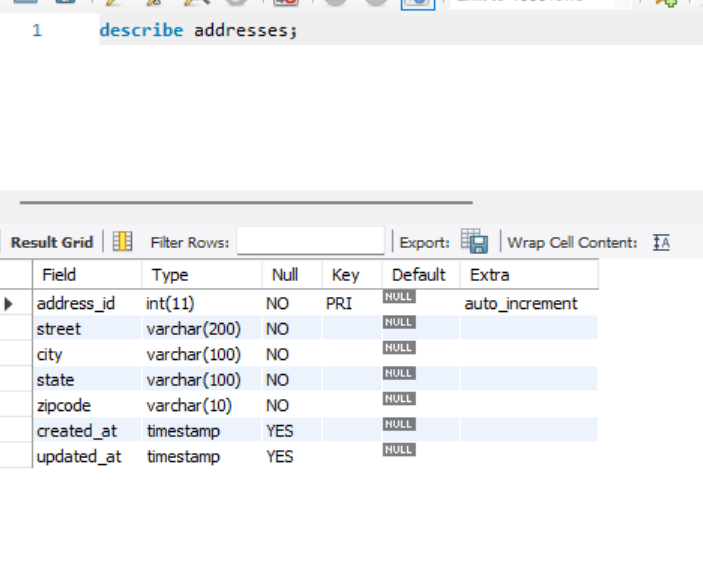 1 describe addresses;
Result Grid Filter Rows: Export: Wrap Cell Content: IA
Field Type Null Key Default Extra
address_id int(11) NO PRI NULL auto_increment
street varchar(200) NO NULL
city varchar(100) NO NULL
state varchar(100) NO NULL
zipcode varchar(10) NO NULL
created_at timestamp YES NULL
updated_at timestamp YES NULL